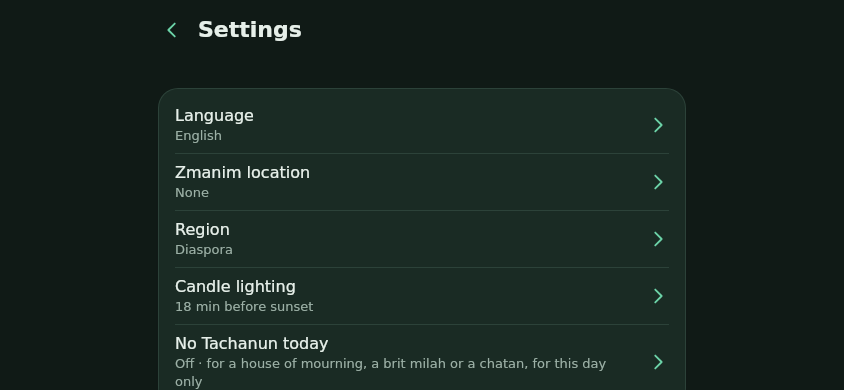 Settings
Language
English
Zmanim location
None
Region
Diaspora
Candle lighting
18 min before sunset
No Tachanun today
Off · for a house of mourning, a brit milah or a chatan, for this day
only